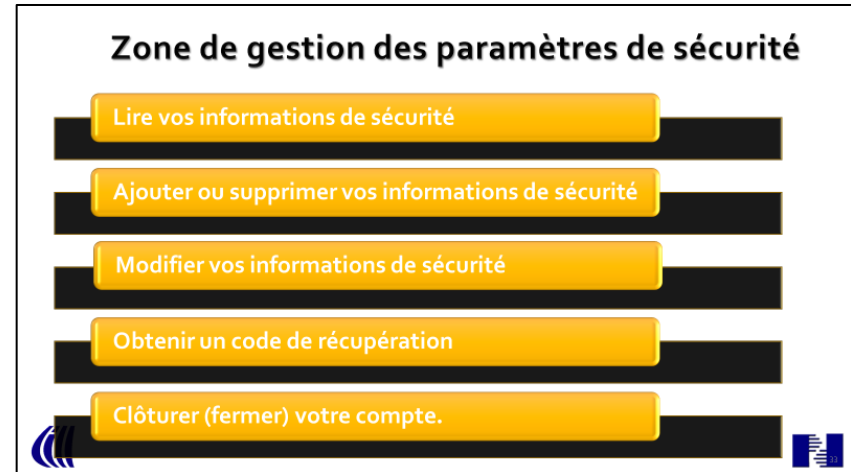 Zone de gestion des paramètres de sécurité
Lire vos informations de sécurité
Ajouter ou supprimer vos informations de sécurité
Modifier vos informations de sécurité
Obtenir un code de récupération
Clôturer (fermer) votre compte.
33